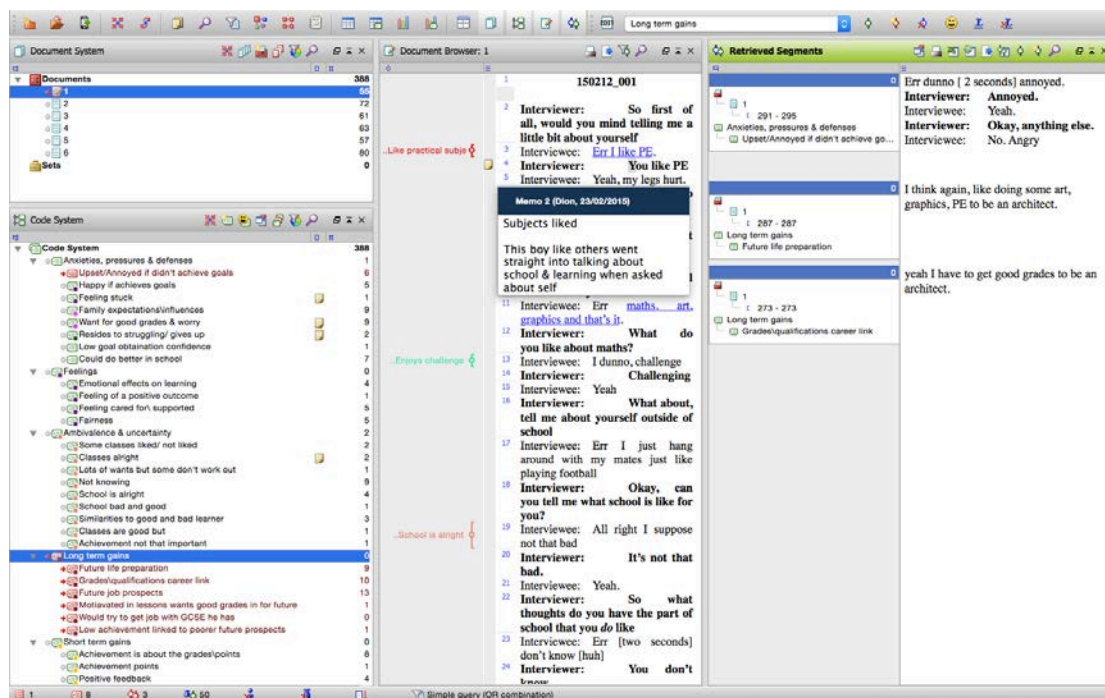 EDIT
Long term gains
Document System
Documents 388
1 65
2 72
3 61
4 63
5 57
6 80
Sets 0
Code System
Code System 388
Anxieties, pressures & defenses 1
Upset/Annoyed if didn't achieve goals 6
Happy if achieves goals 5
Feeling stuck 1
Family expectations\influences 9
Want for good grades & worry 9
Resides to struggling/ gives up 2
Low goal obtaination confidence 1
Could do better in school 7
Feelings 0
Emotional effects on learning 4
Feeling of a positive outcome 1
Feeling cared for\ supported 5
Fairness 5
Ambivalence & uncertainty 2
Some classes liked/ not liked 2
Classes alright 2
Lots of wants but some don't work out 1
Not knowing 9
School is alright 4
School bad and good 1
Similarities to good and bad learner 3
Classes are good but 1
Achievement not that important 1
Long term gains 0
Future life preparation 9
Grades\qualifications career link 10
Future job prospects 13
Motiavated in lessons wants good grades in for future 1
Would try to get job with GCSE he has 0
Low achievement linked to poorer future prospects 1
Short term gains 0
Achievement is about the grades\points 8
Achievement points 1
Positive feedback 4
Document Browser: 1
1 150212_001
2 Interviewer: So first of
all, would you mind telling me a
little bit about yourself
..Like practical subje
3 Interviewee: Err I like PE.
4 Interviewer: You like PE
5 Interviewee: Yeah, my legs hurt.
Memo 2 (Dion, 23/02/2015)
Subjects liked
This boy like others went
straight into talking about
school & learning when asked
about self
11 Interviewee: Err maths, art,
graphics and that's it.
12 Interviewer: What do
you like about maths?
..Enjoys challenge
13 Interviewee: I dunno, challenge
14 Interviewer: Challenging
15 Interviewee: Yeah
16 Interviewer: What about,
tell me about yourself outside of
school
17 Interviewee: Err I just hang
around with my mates just like
playing football
18 Interviewer: Okay, can
you tell me what school is like for
you?
..School is alright
19 Interviewee: All right I suppose
not that bad
20 Interviewer: It's not that
bad.
21 Interviewee: Yeah.
22 Interviewer: So what
thoughts do you have the part of
school that you do like
23 Interviewee: Err [two seconds]
don't know [huh]
24 Interviewer: You don't
know
Retrieved Segments
0
1
291 - 295
Anxieties, pressures & defenses
Upset/Annoyed if didn't achieve go...
Err dunno [ 2 seconds] annoyed.
Interviewer: Annoyed.
Interviewee: Yeah.
Interviewer: Okay, anything else.
Interviewee: No. Angry
0
1
287 - 287
Long term gains
Future life preparation
I think again, like doing some art,
graphics, PE to be an architect.
0
1
273 - 273
Long term gains
Grades\qualifications career link
yeah I have to get good grades to be an
architect.
1 8 3 50 Simple query (OR combination)